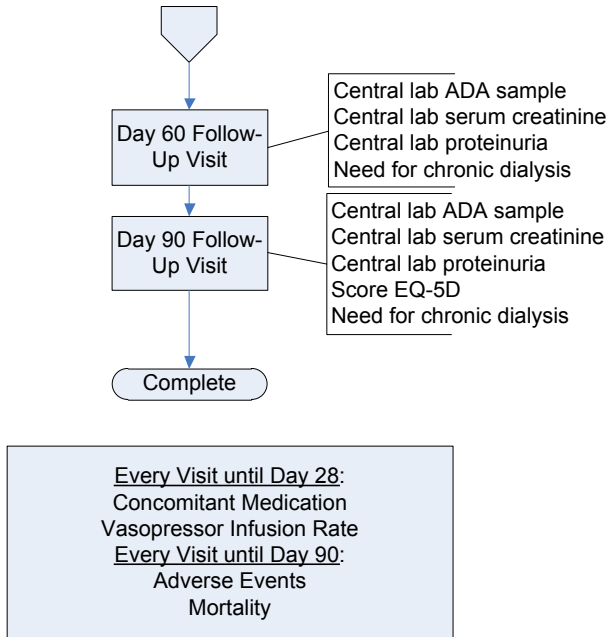 Day 60 Follow-
Up Visit
Central lab ADA sample
Central lab serum creatinine
Central lab proteinuria
Need for chronic dialysis
Day 90 Follow-
Up Visit
Central lab ADA sample
Central lab serum creatinine
Central lab proteinuria
Score EQ-5D
Need for chronic dialysis
Complete
Every Visit until Day 28:
Concomitant Medication
Vasopressor Infusion Rate
Every Visit until Day 90:
Adverse Events
Mortality